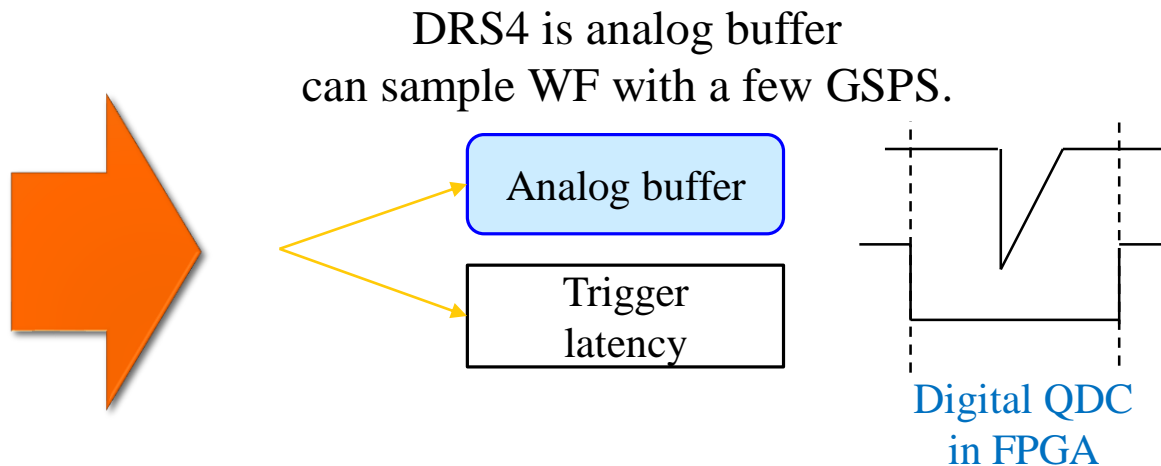 DRS4 is analog buffer
can sample WF with a few GSPS.
Analog buffer
Trigger
latency
Digital QDC
in FPGA